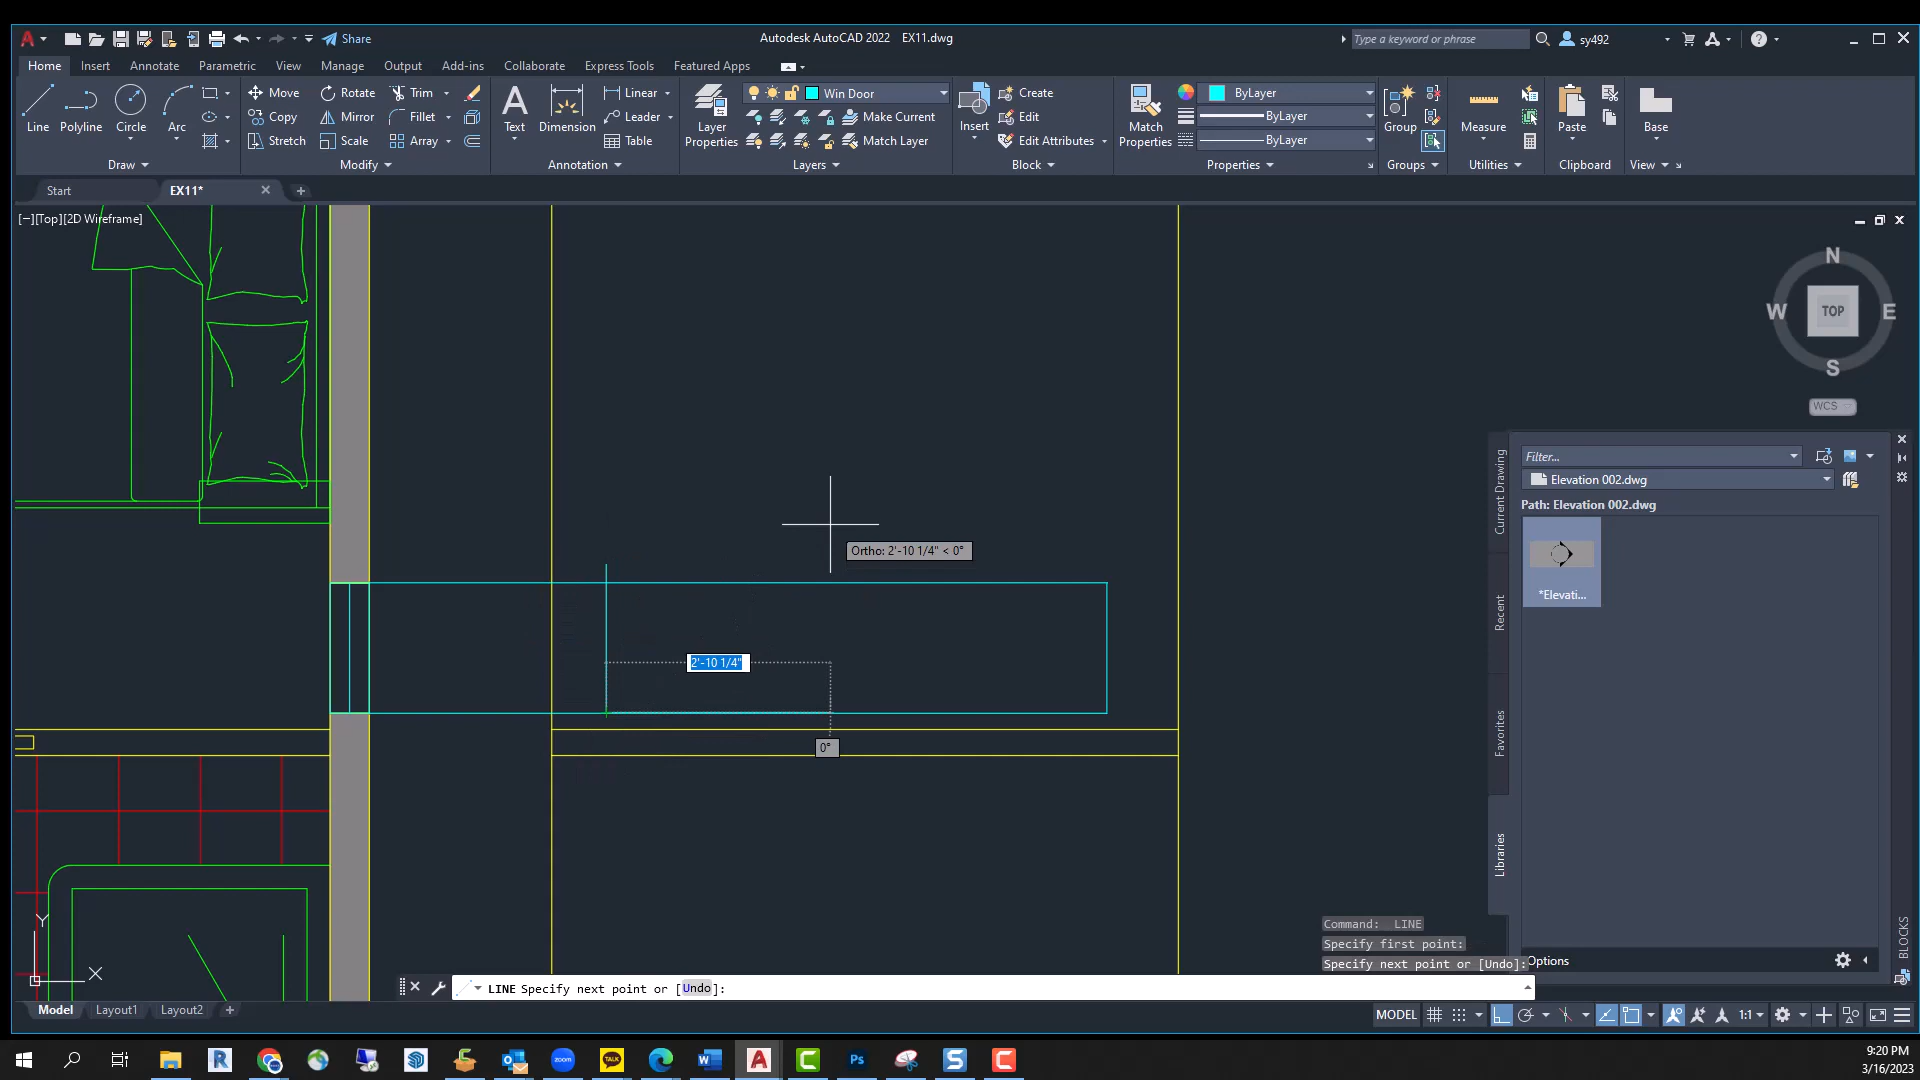 Share
Autodesk AutoCAD 2022 EX11.dwg
Type a keyword or phrase
sy492
Home Insert Annotate Parametric View Manage Output Add-ins Collaborate Express Tools Featured Apps
Line Polyline Circle Arc
Move Rotate Trim
Copy Mirror Fillet
Stretch Scale Array
Text Dimension
Linear
Leader
Table
Layer Properties
Win Door
Make Current
Match Layer
Insert
Create
Edit
Edit Attributes
Match Properties
ByLayer
ByLayer
ByLayer
Group
Measure
Paste
Base
Draw Modify Annotation Layers Block Properties Groups Utilities Clipboard View
Start EX11*
[−][Top][2D Wireframe]
N
W TOP E
S
WCS
Filter...
Elevation 002.dwg
Path: Elevation 002.dwg
*Elevati...
Current Drawing
Recent
Favorites
Libraries
Ortho: 2'-10 1/4" < 0°
2'-10 1/4"
0°
Y
X
Command: LINE
Specify first point:
Specify next point or [Undo]:
Options
BLOCKS
LINE Specify next point or [Undo]:
Model Layout1 Layout2
MODEL
1:1
zoom
TALK
9:20 PM
3/16/2023